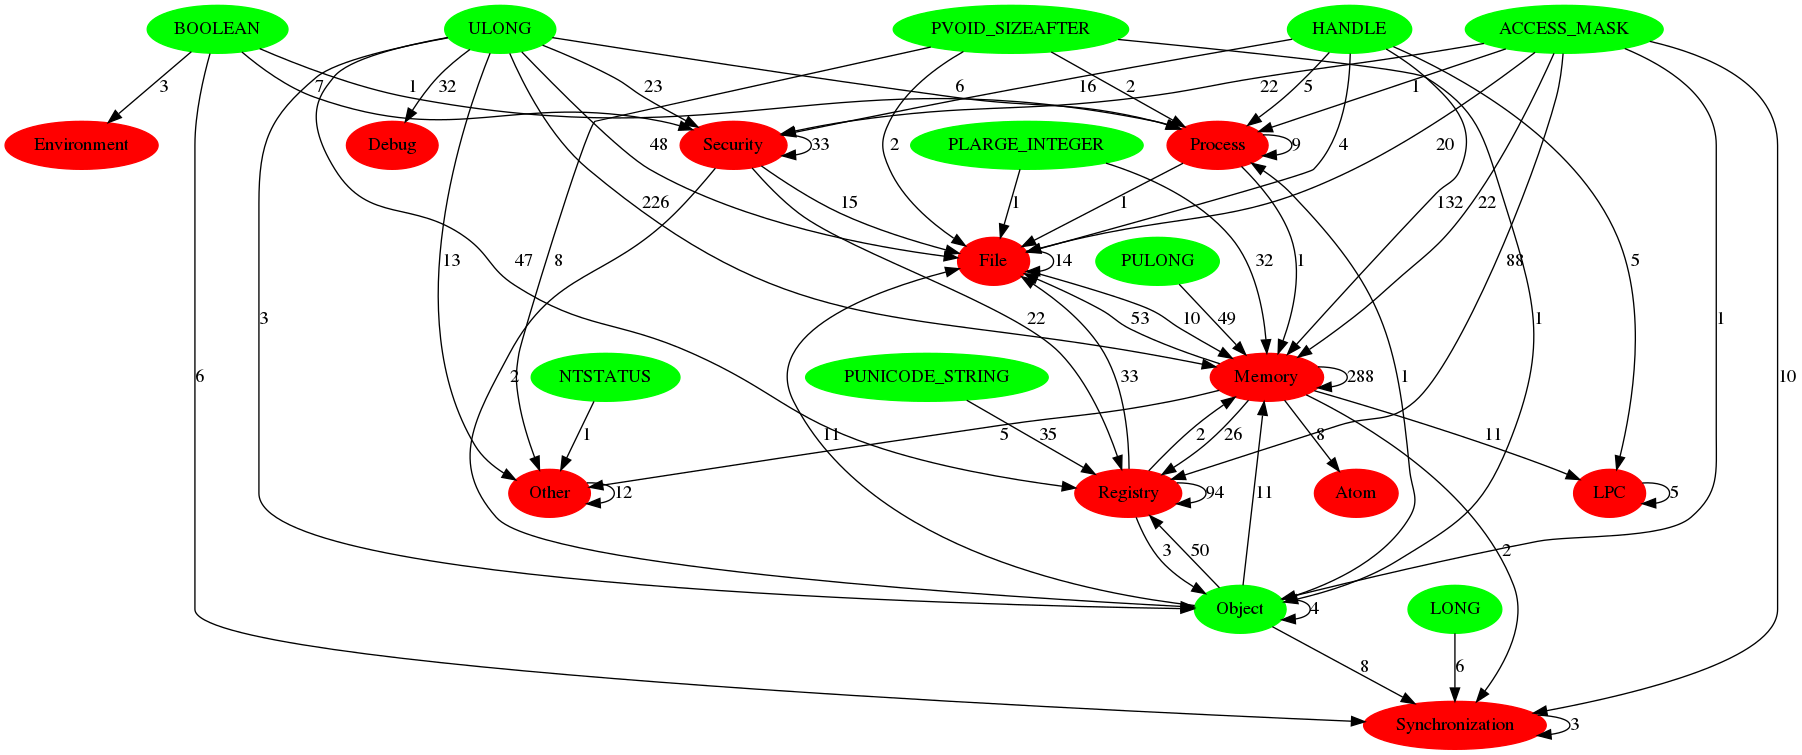 BOOLEAN ULONG PVOID_SIZEAFTER HANDLE ACCESS_MASK
3 7 32 1 23 6 2 16 5 22 1
Environment Debug Security 33 PLARGE_INTEGER Process 9
48 2 4 20
226 15 1 1 132 22
13 47 8 File 14 PULONG 1 32 88 5
3 22 53 10 49 1 1
6 2 NTSTATUS PUNICODE_STRING Memory 288 1 10
1 11 35 2 26 5 8 11
Other 12 Registry 94 11 Atom LPC 5
3 50 2
Object 4 LONG
8 6
Synchronization 3